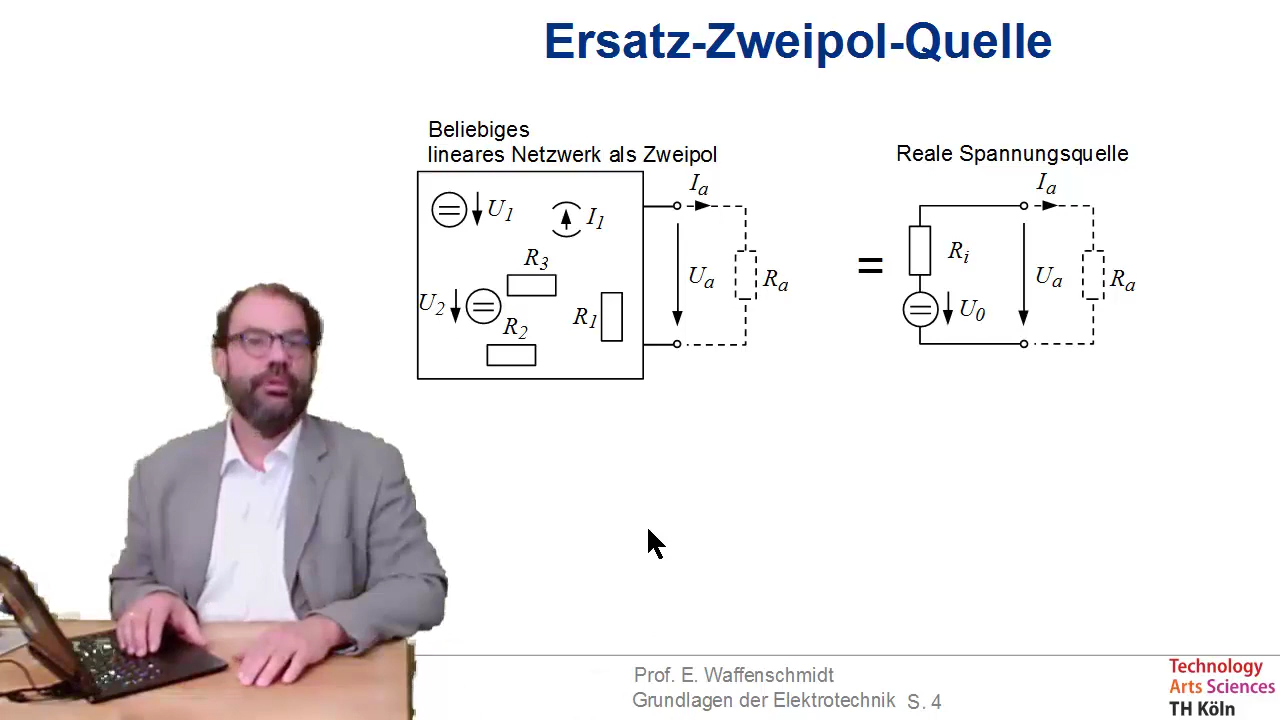 Ersatz-Zweipol-Quelle
Beliebiges
lineares Netzwerk als Zweipol
Reale Spannungsquelle
U1
I1
R3
U2
R2
R1
Ia
Ua
Ra
=
Ia
Ri
U0
Ua
Ra
Prof. E. Waffenschmidt
Grundlagen der Elektrotechnik S. 4
Technology
Arts Sciences
TH Köln